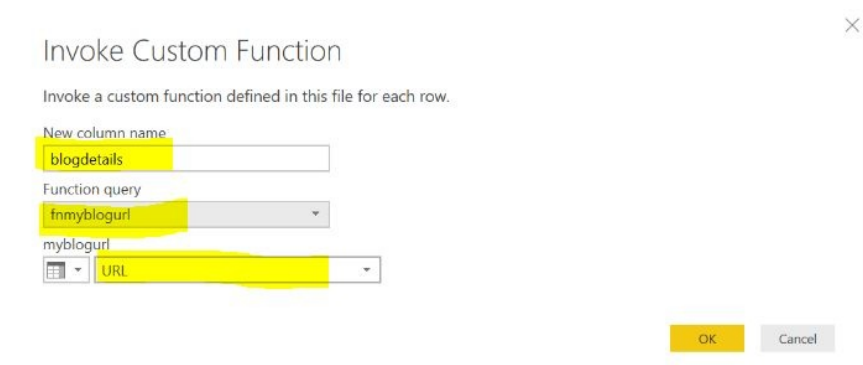 Invoke Custom Function
Invoke a custom function defined in this file for each row.
New column name
blogdetails
Function query
fnmyblogurl
myblogurl
URL
OK Cancel